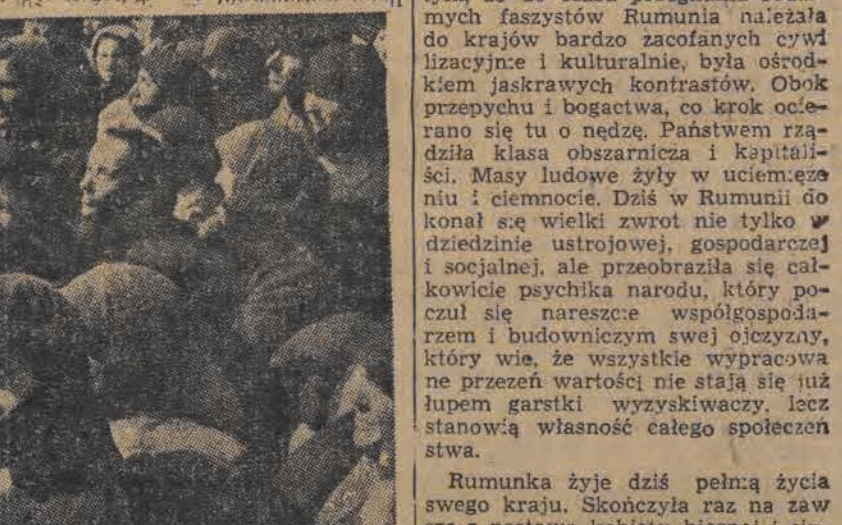 mych faszystów Rumunia należała
do krajów bardzo zacofanych cywi
lizacyjnie i kulturalnie, była ośrod-
kiem jaskrawych kontrastów. Obok
przepychu i bogactwa, co krok ocie-
rano się tu o nędzę. Państwem rzą-
dziła klasa obszarnicza i kapitali-
ści. Masy ludowe żyły w uciemięże
niu i ciemnocie. Dziś w Rumunii do
konał się wielki zwrot nie tylko w
dziedzinie ustrojowej, gospodarczej
i socjalnej, ale przeobraziła się cał-
kowicie psychika narodu, który po-
czuł się nareszcie współgospoda-
rzem i budowniczym swej ojczyzny,
który wie, że wszystkie wypracowa
ne przezeń wartości nie stają się już
łupem garstki wyzyskiwaczy, lecz
stanowią własność całego społeczeń
stwa.
Rumunka żyje dziś pełnią życia
swego kraju. Skończyła raz na zaw